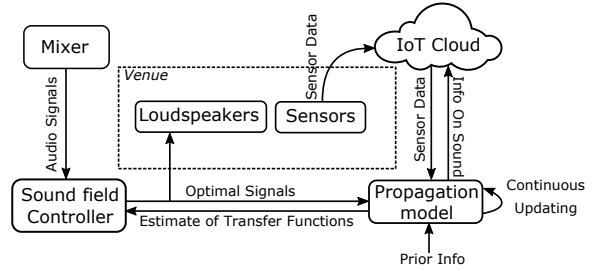 Mixer
IoT Cloud
Sensor Data
Venue
Loudspeakers
Sensors
Audio Signals
Sensor Data
Info On Sound
Sound field
Controller
Optimal Signals
Estimate of Transfer Functions
Propagation
model
Continuous
Updating
Prior Info